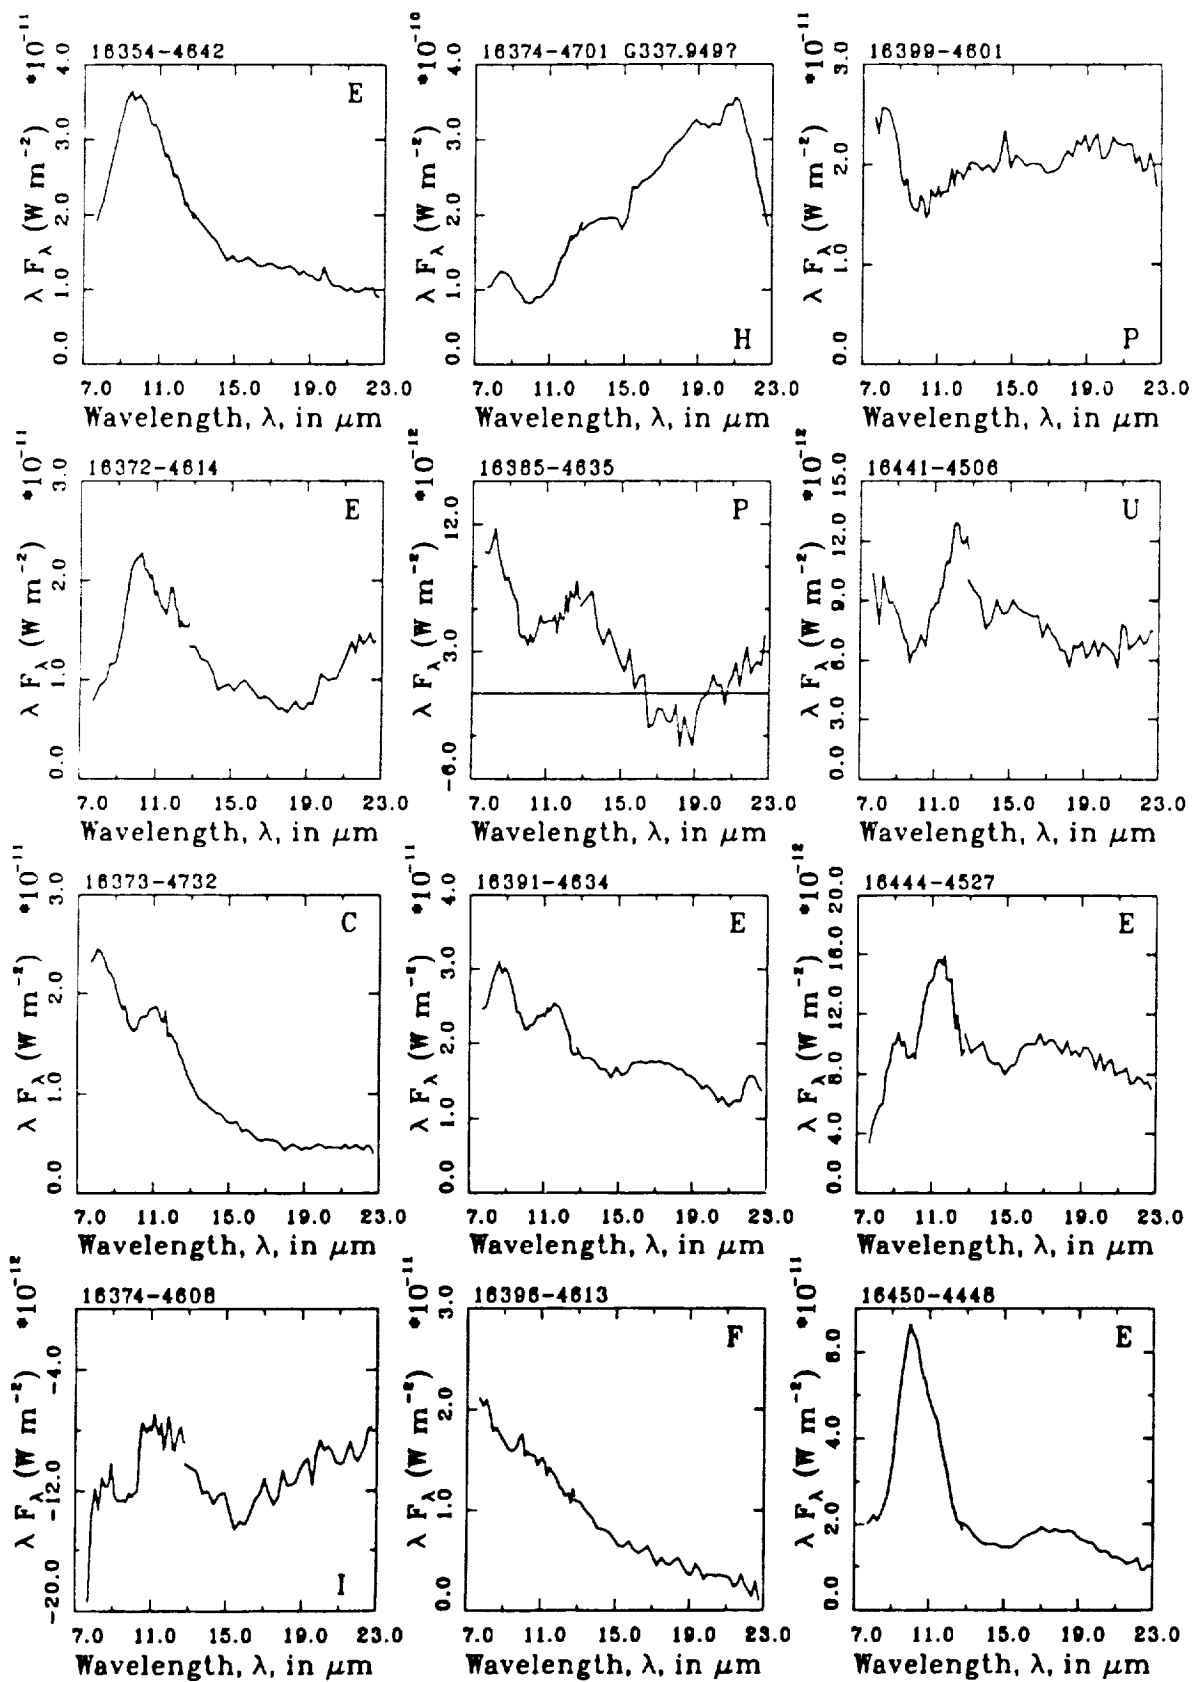 16354-4642
E
λ F_λ (W m⁻²) *10⁻¹¹
0.0 1.0 2.0 3.0 4.0
7.0 11.0 15.0 19.0 23.0
Wavelength, λ, in μm
16374-4701 G337.949?
H
λ F_λ (W m⁻²) *10⁻¹⁰
0.0 1.0 2.0 3.0 4.0
7.0 11.0 15.0 19.0 23.0
Wavelength, λ, in μm
16399-4601
P
λ F_λ (W m⁻²) *10⁻¹¹
0.0 1.0 2.0 3.0
7.0 11.0 15.0 19.0 23.0
Wavelength, λ, in μm
16372-4614
E
λ F_λ (W m⁻²) *10⁻¹¹
0.0 1.0 2.0 3.0
7.0 11.0 15.0 19.0 23.0
Wavelength, λ, in μm
16385-4635
P
λ F_λ (W m⁻²) *10⁻¹²
-6.0 3.0 12.0
7.0 11.0 15.0 19.0 23.0
Wavelength, λ, in μm
16441-4506
U
λ F_λ (W m⁻²) *10⁻¹²
0.0 3.0 6.0 9.0 12.0 15.0
7.0 11.0 15.0 19.0 23.0
Wavelength, λ, in μm
16373-4732
C
λ F_λ (W m⁻²) *10⁻¹¹
0.0 1.0 2.0 3.0
7.0 11.0 15.0 19.0 23.0
Wavelength, λ, in μm
16391-4634
E
λ F_λ (W m⁻²) *10⁻¹¹
0.0 1.0 2.0 3.0 4.0
7.0 11.0 15.0 19.0 23.0
Wavelength, λ, in μm
16444-4527
E
λ F_λ (W m⁻²) *10⁻¹²
0.0 4.0 8.0 12.0 16.0 20.0
7.0 11.0 15.0 19.0 23.0
Wavelength, λ, in μm
16374-4608
I
λ F_λ (W m⁻²) *10⁻¹²
-20.0 -12.0 -4.0
7.0 11.0 15.0 19.0 23.0
Wavelength, λ, in μm
16396-4613
F
λ F_λ (W m⁻²) *10⁻¹¹
0.0 1.0 2.0 3.0
7.0 11.0 15.0 19.0 23.0
Wavelength, λ, in μm
16450-4448
E
λ F_λ (W m⁻²) *10⁻¹¹
0.0 2.0 4.0 6.0
7.0 11.0 15.0 19.0 23.0
Wavelength, λ, in μm